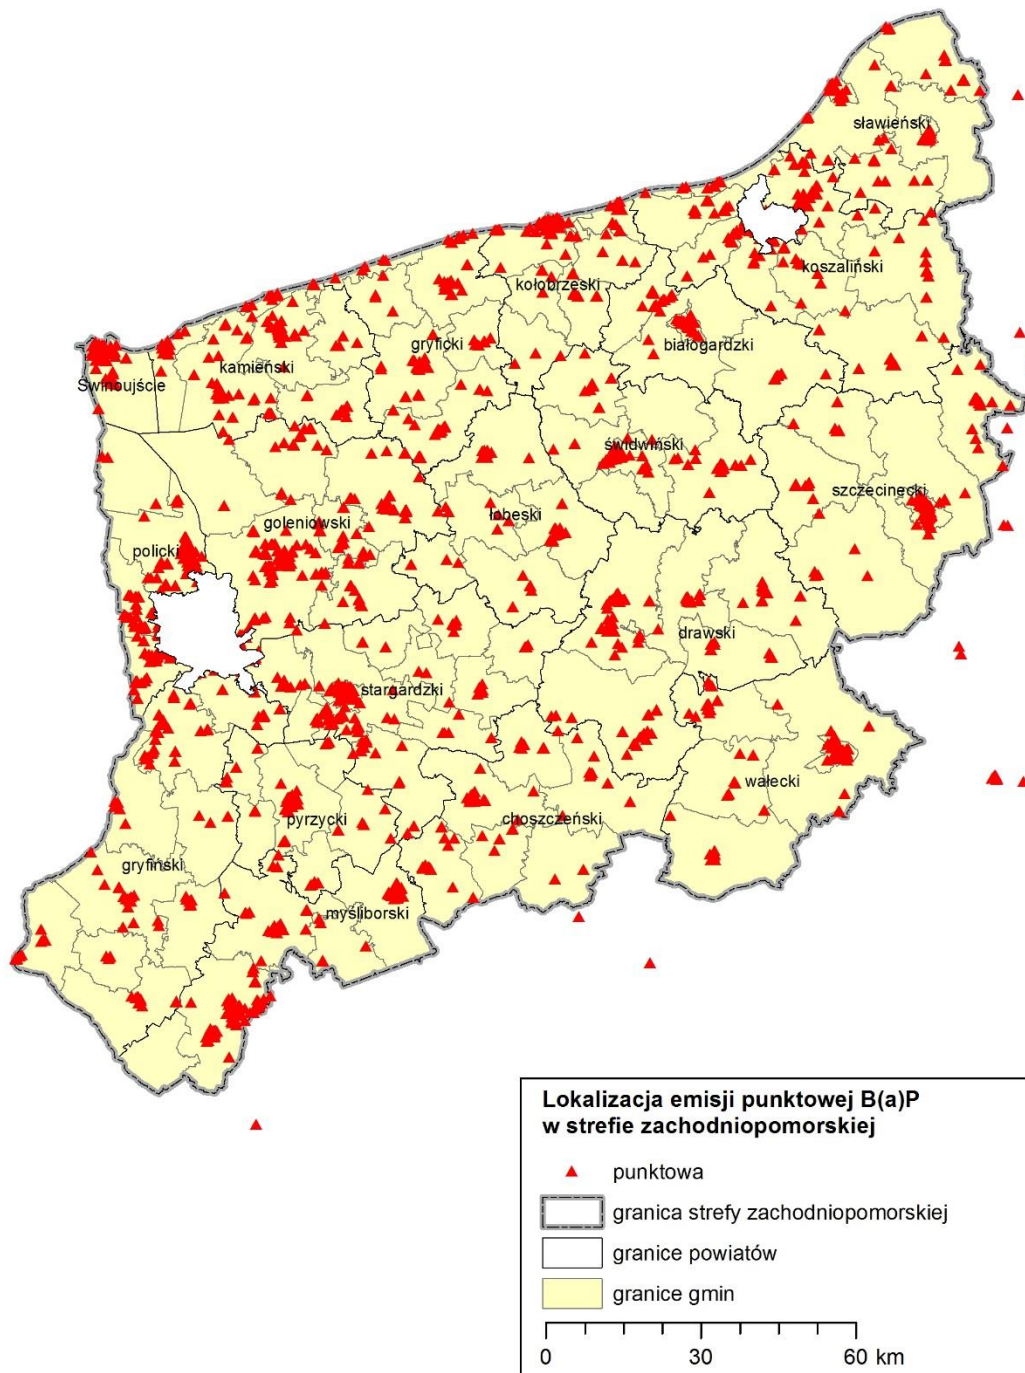 sławieński
koszaliński
kołobrzeski
białogardzki
gryficki
kamieński
Świnoujście
świdwiński
szczecinecki
łobeski
goleniowski
policki
drawski
stargardzki
wałecki
choszczeński
pyrzycki
gryfiński
myśliborski
Lokalizacja emisji punktowej B(a)P
w strefie zachodniopomorskiej
punktowa
granica strefy zachodniopomorskiej
granice powiatów
granice gmin
0 30 60 km